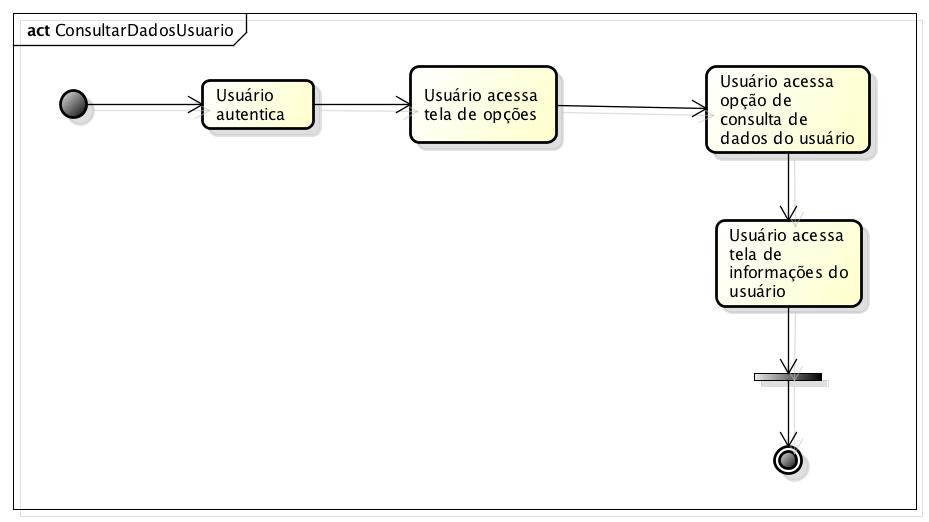 act ConsultarDadosUsuario
Usuário
autentica
Usuário acessa
tela de opções
Usuário acessa
opção de
consulta de
dados do usuário
Usuário acessa
tela de
informações do
usuário